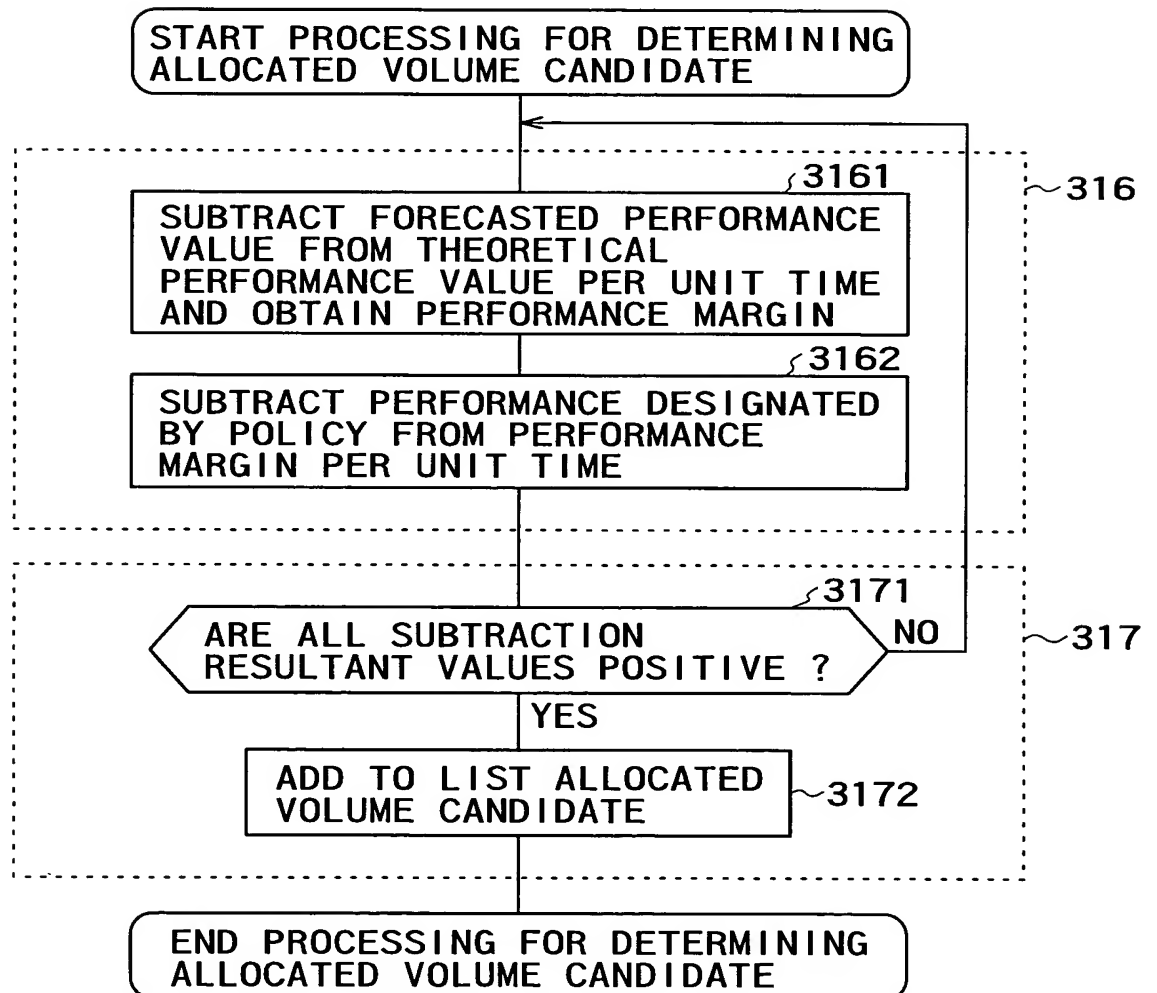 START PROCESSING FOR DETERMINING
ALLOCATED VOLUME CANDIDATE
3161
316
SUBTRACT FORECASTED PERFORMANCE
VALUE FROM THEORETICAL
PERFORMANCE VALUE PER UNIT TIME
AND OBTAIN PERFORMANCE MARGIN
3162
SUBTRACT PERFORMANCE DESIGNATED
BY POLICY FROM PERFORMANCE
MARGIN PER UNIT TIME
3171
ARE ALL SUBTRACTION
RESULTANT VALUES POSITIVE ?
NO
317
YES
ADD TO LIST ALLOCATED
VOLUME CANDIDATE
3172
END PROCESSING FOR DETERMINING
ALLOCATED VOLUME CANDIDATE